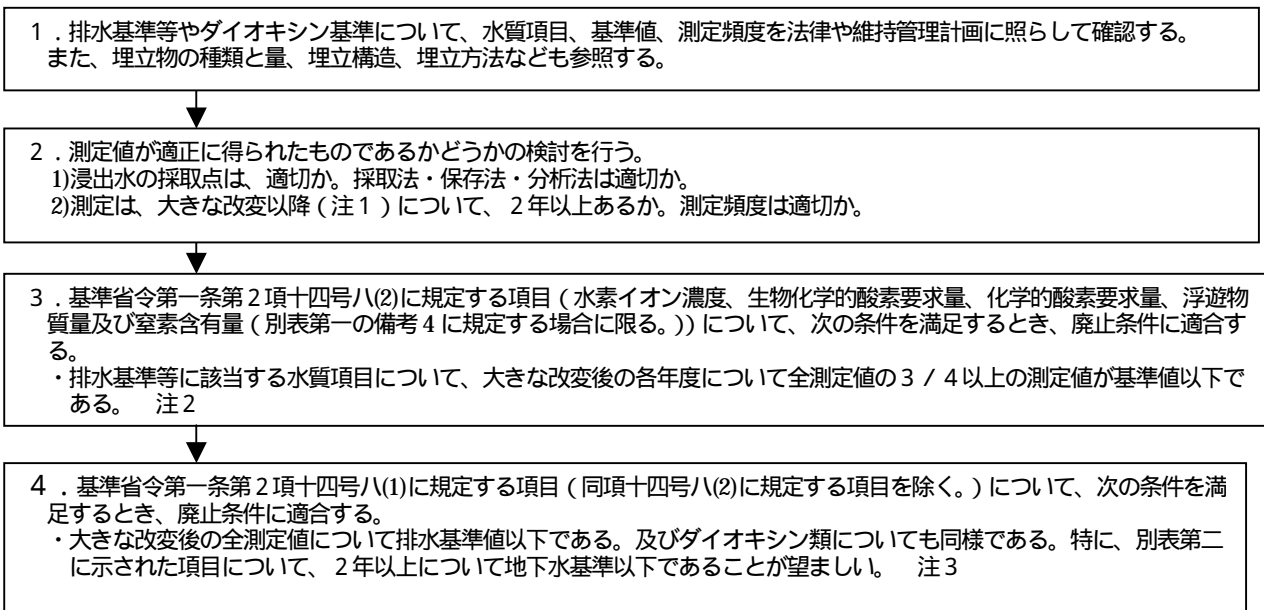 １．排水基準等やダイオキシン基準について、水質項目、基準値、測定頻度を法律や維持管理計画に照らして確認する。
また、埋立物の種類と量、埋立構造、埋立方法なども参照する。
２．測定値が適正に得られたものであるかどうかの検討を行う。
1)浸出水の採取点は、適切か。採取法・保存法・分析法は適切か。
2)測定は、大きな改変以降（注１）について、２年以上あるか。測定頻度は適切か。
３．基準省令第一条第２項十四号ハ(2)に規定する項目（水素イオン濃度、生物化学的酸素要求量、化学的酸素要求量、浮遊物
質量及び窒素含有量（別表第一の備考４に規定する場合に限る。））について、次の条件を満足するとき、廃止条件に適合す
る。
・排水基準等に該当する水質項目について、大きな改変後の各年度について全測定値の３／４以上の測定値が基準値以下で
ある。　注２
４．基準省令第一条第２項十四号ハ(1)に規定する項目（同項十四号ハ(2)に規定する項目を除く。）について、次の条件を満
足するとき、廃止条件に適合する。
・大きな改変後の全測定値について排水基準値以下である。及びダイオキシン類についても同様である。特に、別表第二
に示された項目について、２年以上について地下水基準以下であることが望ましい。　注３